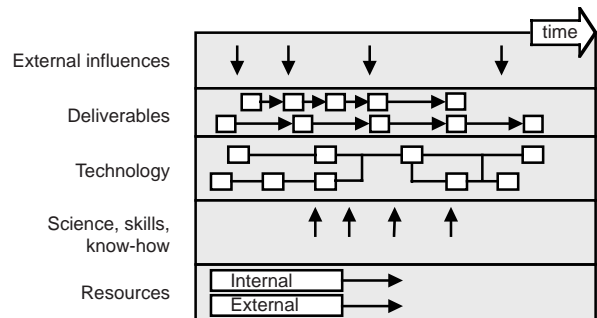 time
External influences
Deliverables
Technology
Science, skills,
know-how
Resources
Internal
External